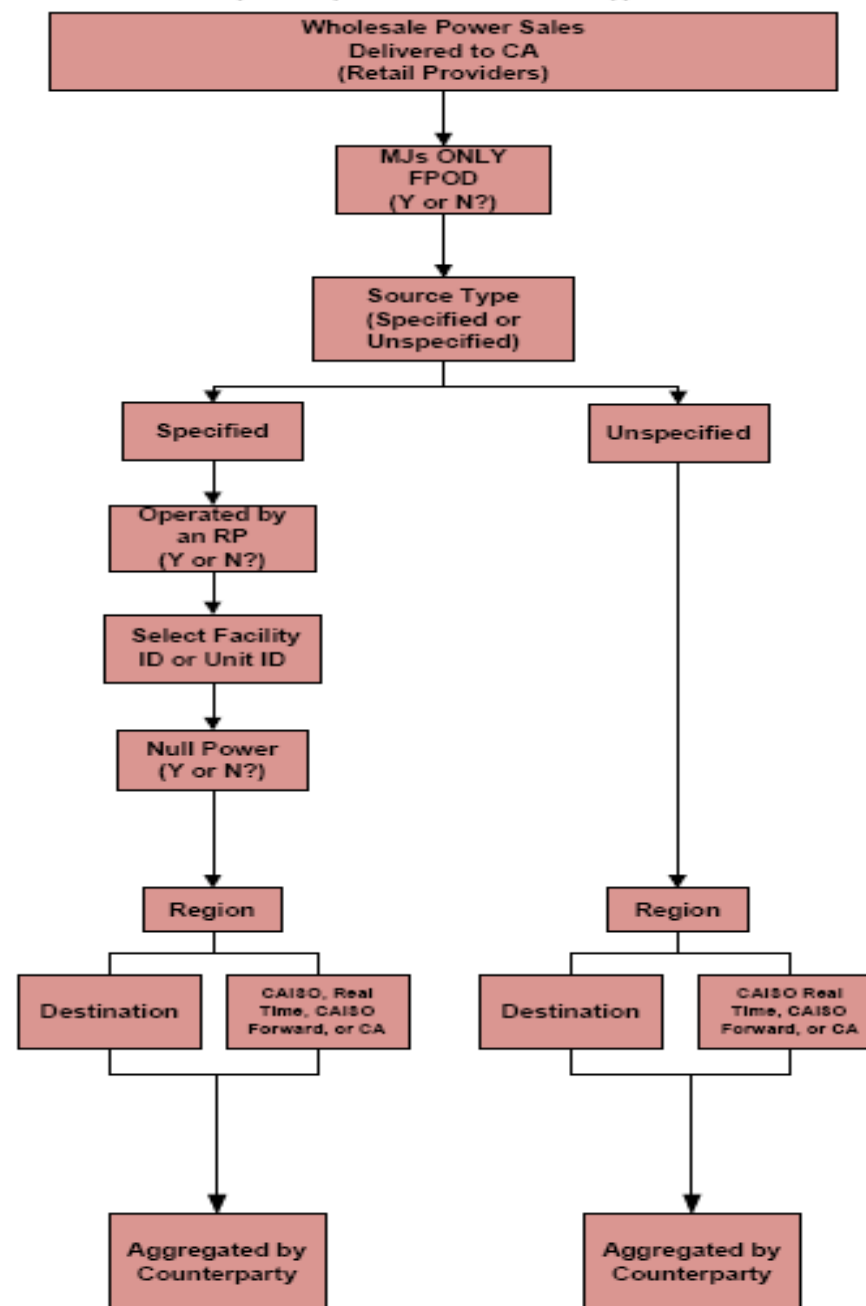 Wholesale Power Sales
Delivered to CA
(Retail Providers)
MJs ONLY
FPOD
(Y or N?)
Source Type
(Specified or
Unspecified)
Specified
Unspecified
Operated by
an RP
(Y or N?)
Select Facility
ID or Unit ID
Null Power
(Y or N?)
Region
Region
Destination
CAISO, Real
Time, CAISO
Forward, or CA
Destination
CAISO Real
Time, CAISO
Forward, or CA
Aggregated by
Counterparty
Aggregated by
Counterparty